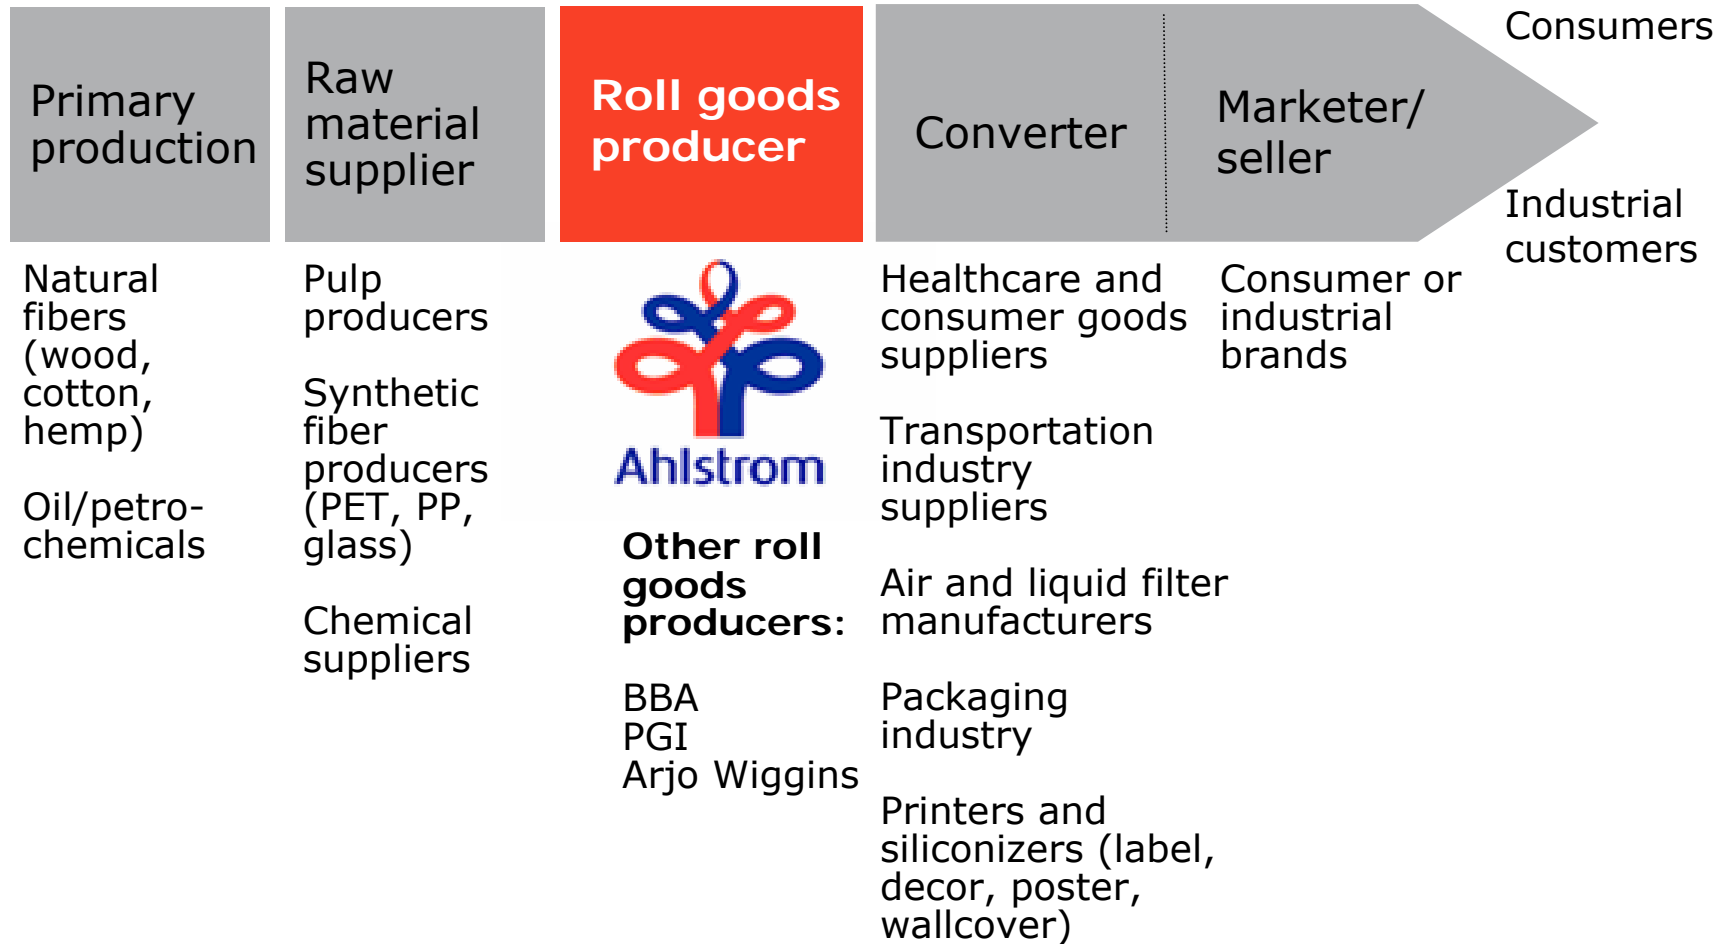 Primary
production
Raw
material
supplier
Roll goods
producer
Converter
Marketer/
seller
Consumers
Industrial
customers
Natural
fibers
(wood,
cotton,
hemp)
Oil/petro-
chemicals
Pulp
producers
Synthetic
fiber
producers
(PET, PP,
glass)
Chemical
suppliers
Ahlstrom
Other roll
goods
producers:
BBA
PGI
Arjo Wiggins
Healthcare and
consumer goods
suppliers
Transportation
industry
suppliers
Air and liquid filter
manufacturers
Packaging
industry
Printers and
siliconizers (label,
decor, poster,
wallcover)
Consumer or
industrial
brands